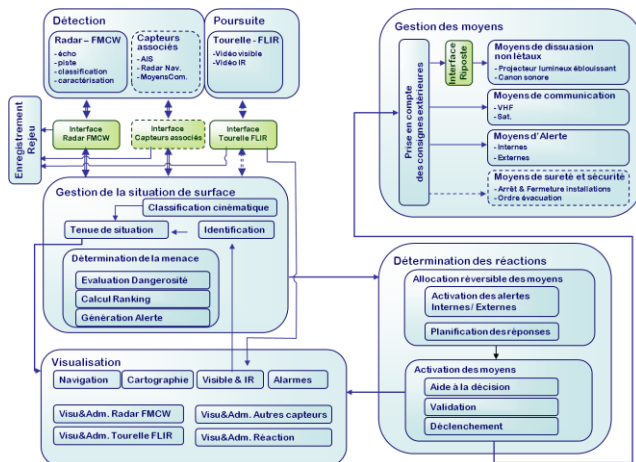 Détection
Radar – FMCW
-écho
-piste
-classification
-caractérisation
Capteurs
associés
- AIS
- Radar Nav.
- MoyensCom.
Poursuite
Tourelle - FLIR
-Vidéo visible
-Vidéo IR
Enregistrement
Rejeu
Interface
Radar FMCW
Interface
Capteurs associés
Interface
Tourelle FLIR
Gestion de la situation de surface
Classification cinématique
Tenue de situation
Identification
Détermination de la menace
Evaluation Dangerosité
Calcul Ranking
Génération Alerte
Visualisation
Navigation
Cartographie
Visible & IR
Alarmes
Visu&Adm. Radar FMCW
Visu&Adm. Autres capteurs
Visu&Adm. Tourelle FLIR
Visu&Adm. Réaction
Gestion des moyens
Prise en compte
des consignes extérieures
Interface
Riposte
Moyens de dissuasion
non létaux
- Projecteur lumineux éblouissant
- Canon sonore
Moyens de communication
- VHF
- Sat.
Moyens d'Alerte
- Internes
- Externes
Moyens de sureté et sécurité
- Arrêt & Fermeture installations
- Ordre évacuation
Détermination des réactions
Allocation réversible des moyens
Activation des alertes
Internes / Externes
Planification des réponses
Activation des moyens
Aide à la décision
Validation
Déclenchement